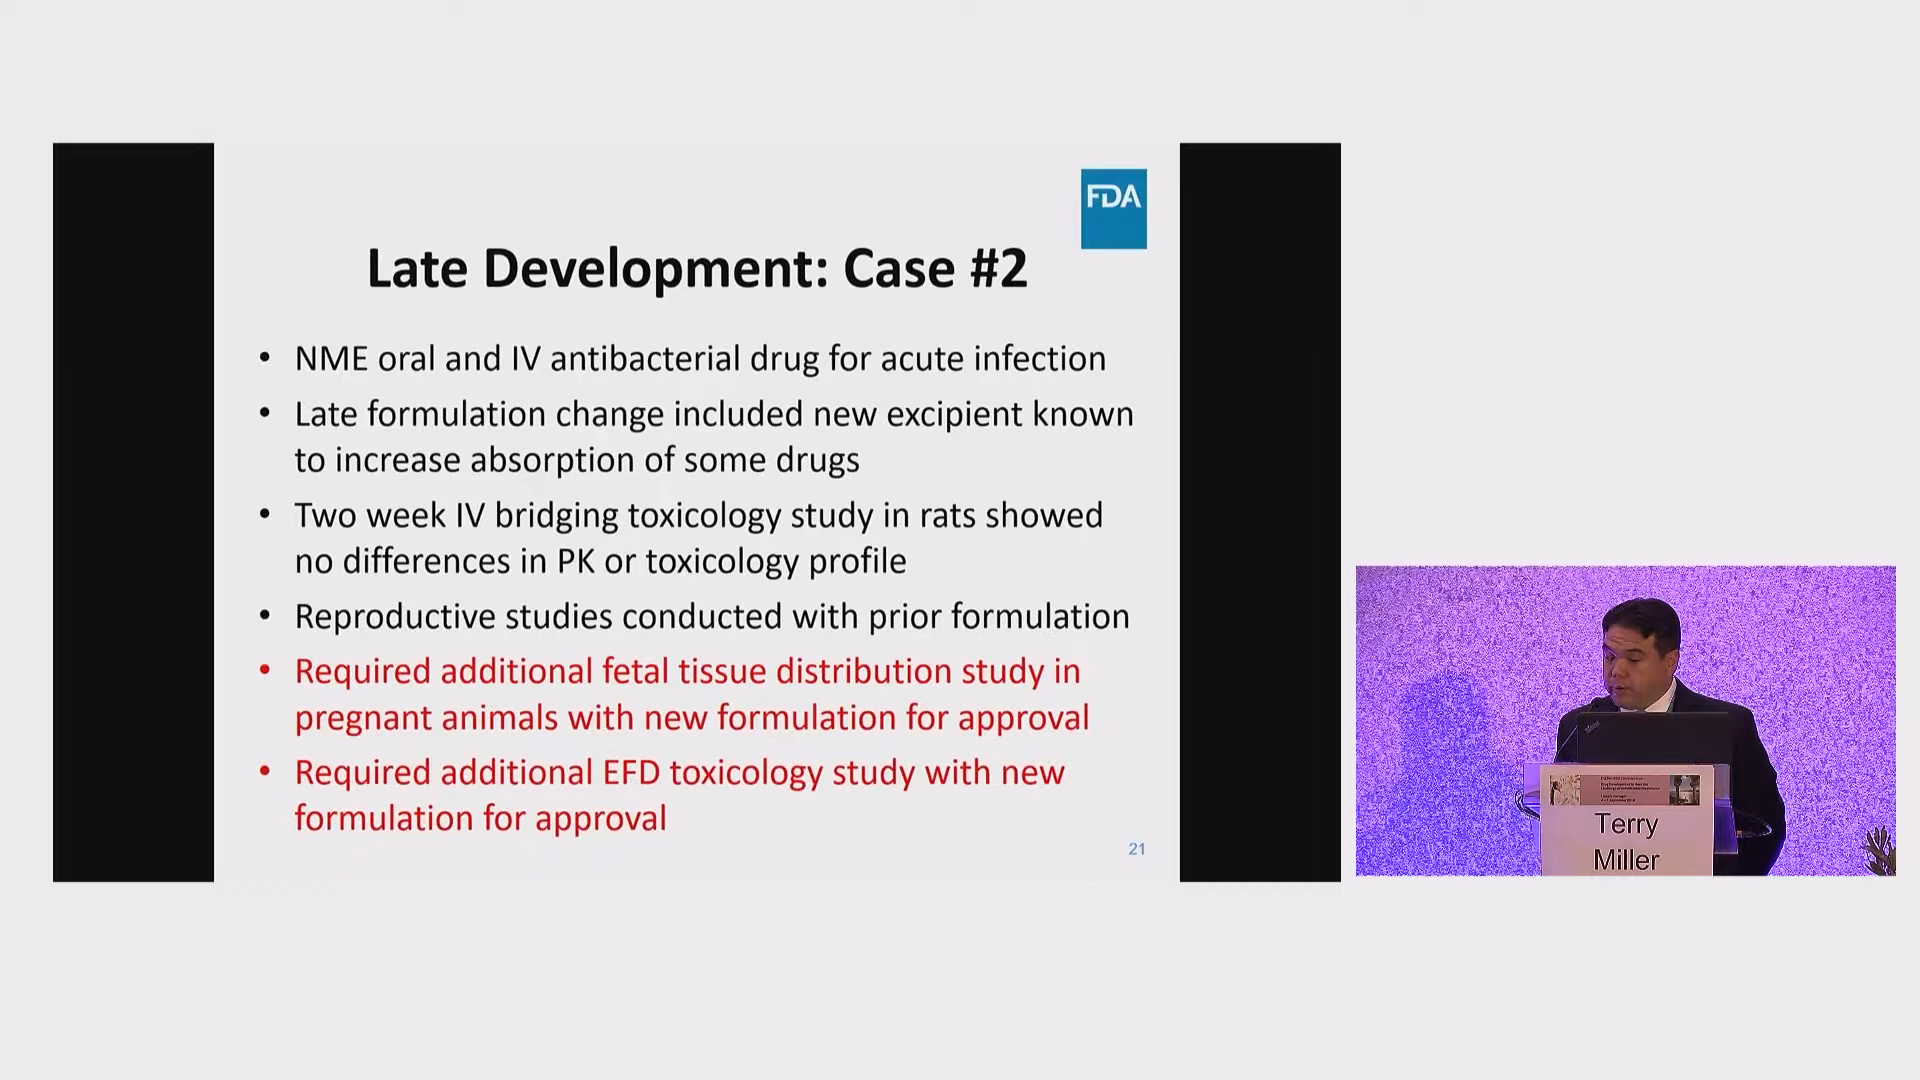 FDA
Late Development: Case #2
• NME oral and IV antibacterial drug for acute infection
• Late formulation change included new excipient known
to increase absorption of some drugs
• Two week IV bridging toxicology study in rats showed
no differences in PK or toxicology profile
• Reproductive studies conducted with prior formulation
• Required additional fetal tissue distribution study in
pregnant animals with new formulation for approval
• Required additional EFD toxicology study with new
formulation for approval
21
Terry
Miller